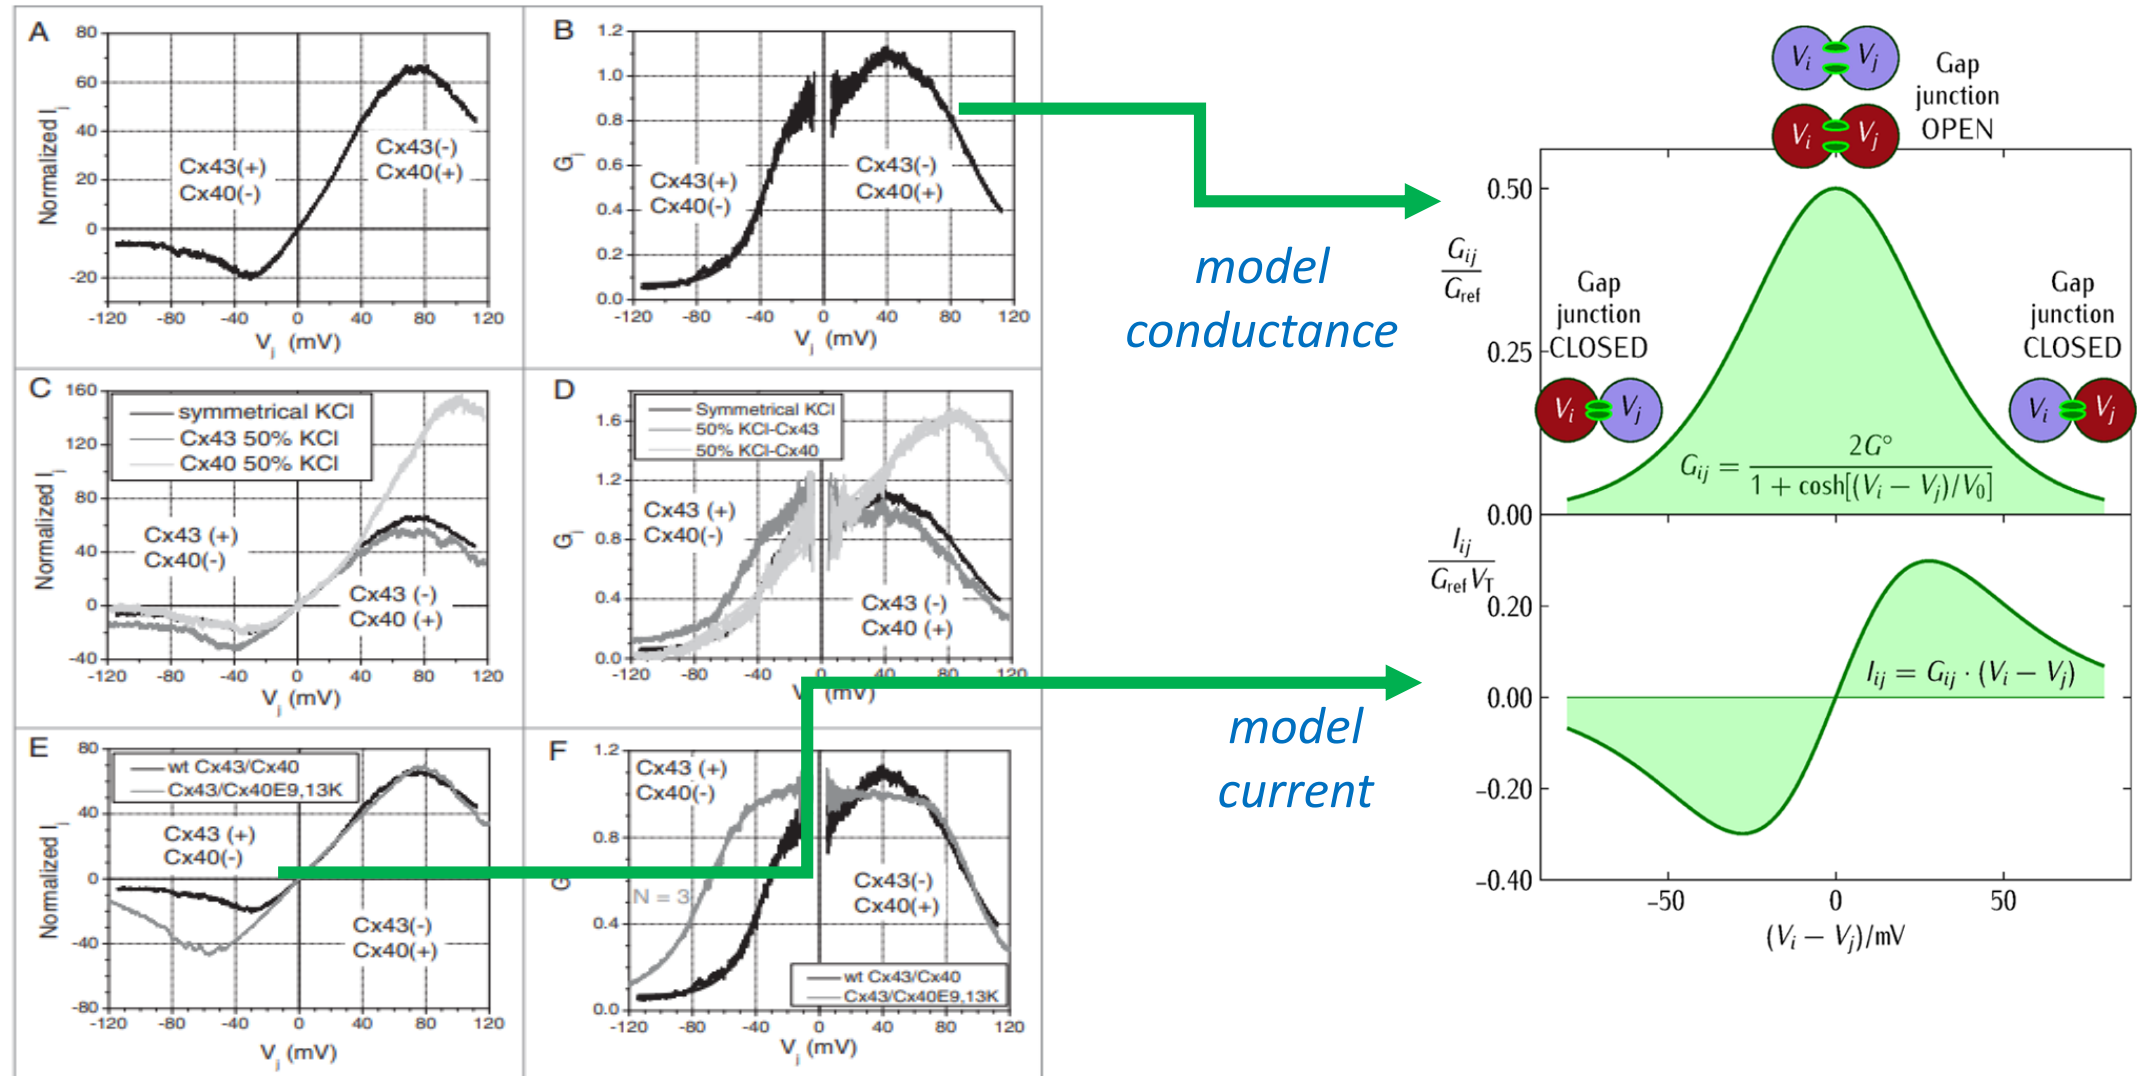 A
Normalized Ij
80
60
40
20
0
-20
Cx43(+)
Cx40(-)
Cx43(-)
Cx40(+)
-120 -80 -40 0 40 80 120
Vj (mV)
B
Gj
1.2
1.0
0.8
0.6
0.4
0.2
0.0
Cx43(+)
Cx40(-)
Cx43(-)
Cx40(+)
-120 -80 -40 0 40 80 120
Vj (mV)
C
Normalized Ij
160
120
80
40
0
-40
symmetrical KCl
Cx43 50% KCl
Cx40 50% KCl
Cx43 (+)
Cx40(-)
Cx43 (-)
Cx40 (+)
-120 -80 -40 0 40 80 120
Vj (mV)
D
Gj
1.6
1.2
0.8
0.4
0.0
Symmetrical KCl
50% KCl-Cx43
50% KCl-Cx40
Cx43 (+)
Cx40(-)
Cx43 (-)
Cx40 (+)
-120 -80 -40 0 40 80 120
V (mV)
E
Normalized Ij
80
40
0
-40
-80
wt Cx43/Cx40
Cx43/Cx40E9,13K
Cx43 (+)
Cx40(-)
Cx43(-)
Cx40(+)
-120 -80 -40 0 40 80 120
Vj (mV)
F
G
1.2
0.8
0.4
0.0
Cx43 (+)
Cx40(-)
N = 3
Cx43(-)
Cx40(+)
wt Cx43/Cx40
Cx43/Cx40E9,13K
-120 -80 -40 0 40 80 120
Vj (mV)
model
conductance
model
current
Vi Vj
Vi Vj
Gap
junction
OPEN
0.50
0.25
0.00
Gij/Gref
Gap
junction
CLOSED
Vi Vj
Gap
junction
CLOSED
Vi Vj
Gij = 2G°/1 + cosh[(Vi − Vj)/V0]
Iij/GrefVT
0.20
0.00
−0.20
−0.40
Iij = Gij · (Vi − Vj)
−50 0 50
(Vi − Vj)/mV